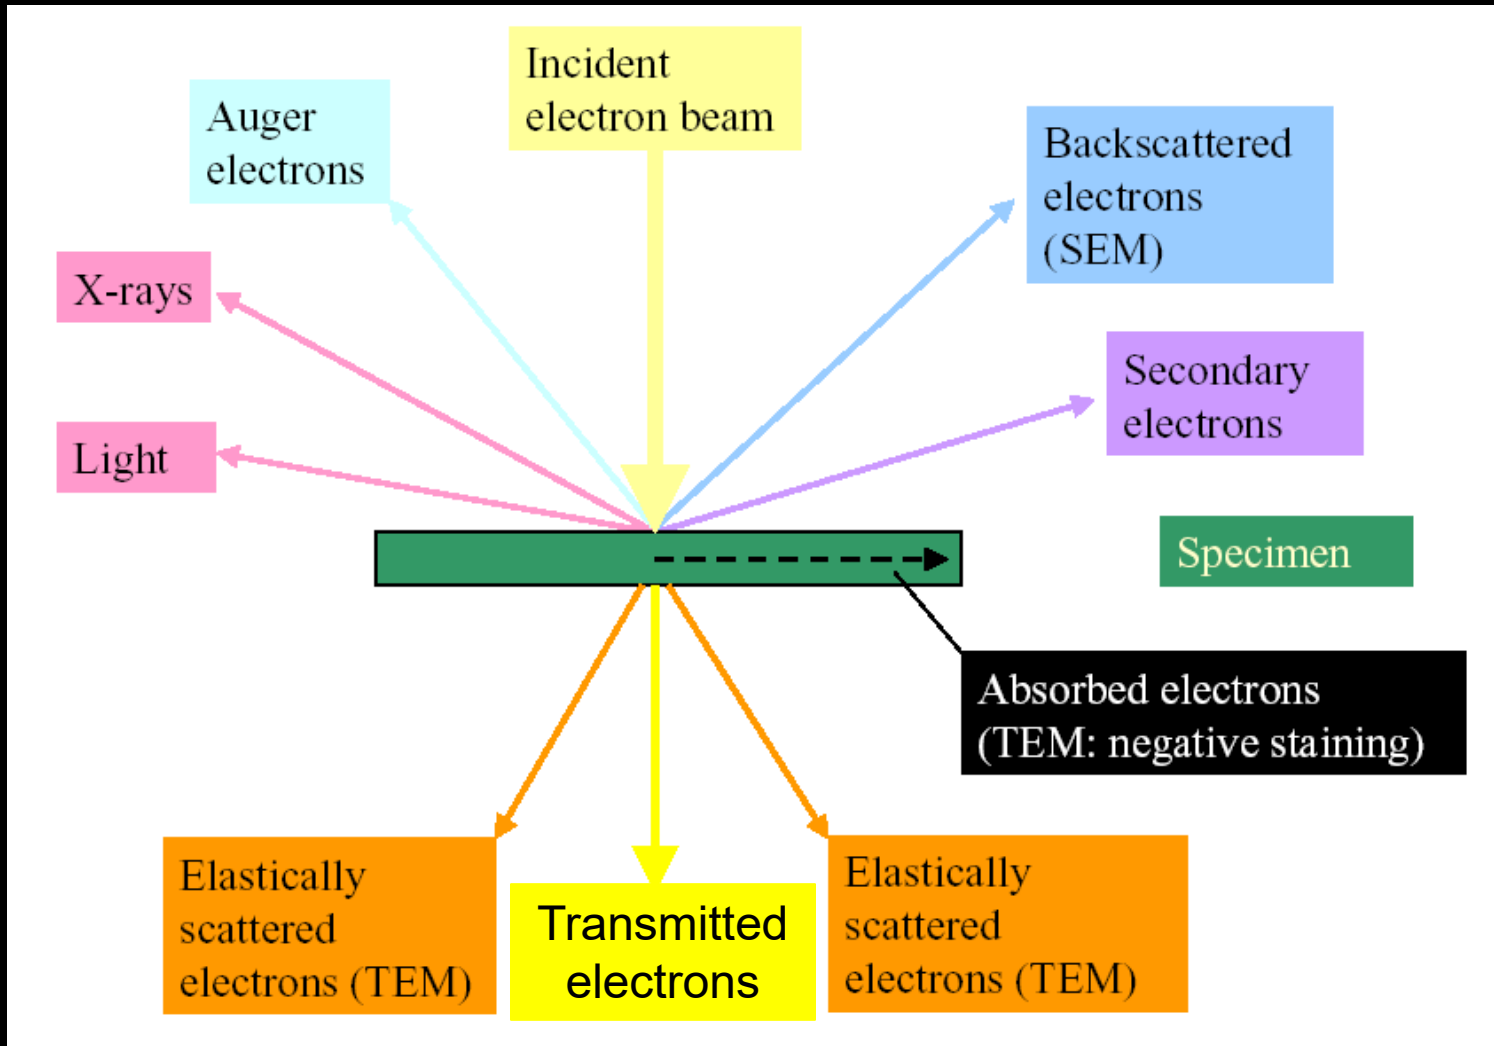 Incident
electron beam
Auger
electrons
Backscattered
electrons
(SEM)
X-rays
Secondary
electrons
Light
Specimen
Absorbed electrons
(TEM: negative staining)
Elastically
scattered
electrons (TEM)
Transmitted
electrons
Elastically
scattered
electrons (TEM)